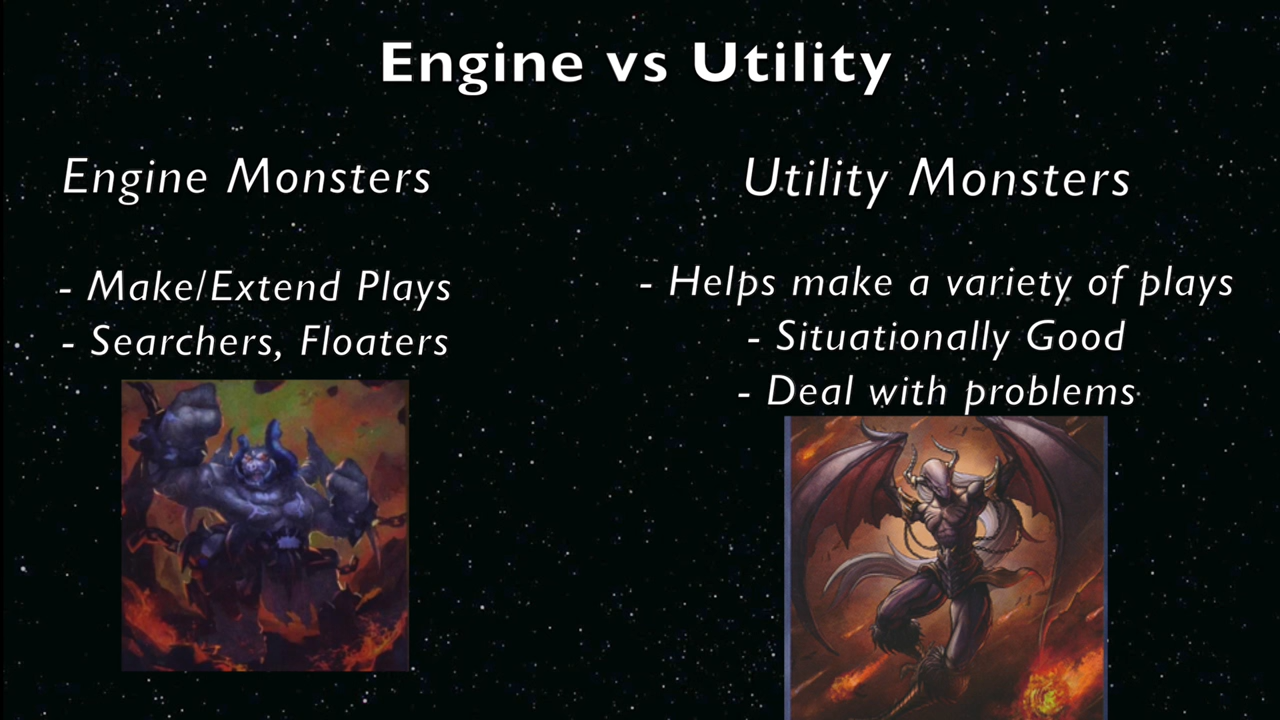 Engine vs Utility
Engine Monsters
- Make/Extend Plays
- Searchers, Floaters
Utility Monsters
- Helps make a variety of plays
- Situationally Good
- Deal with problems